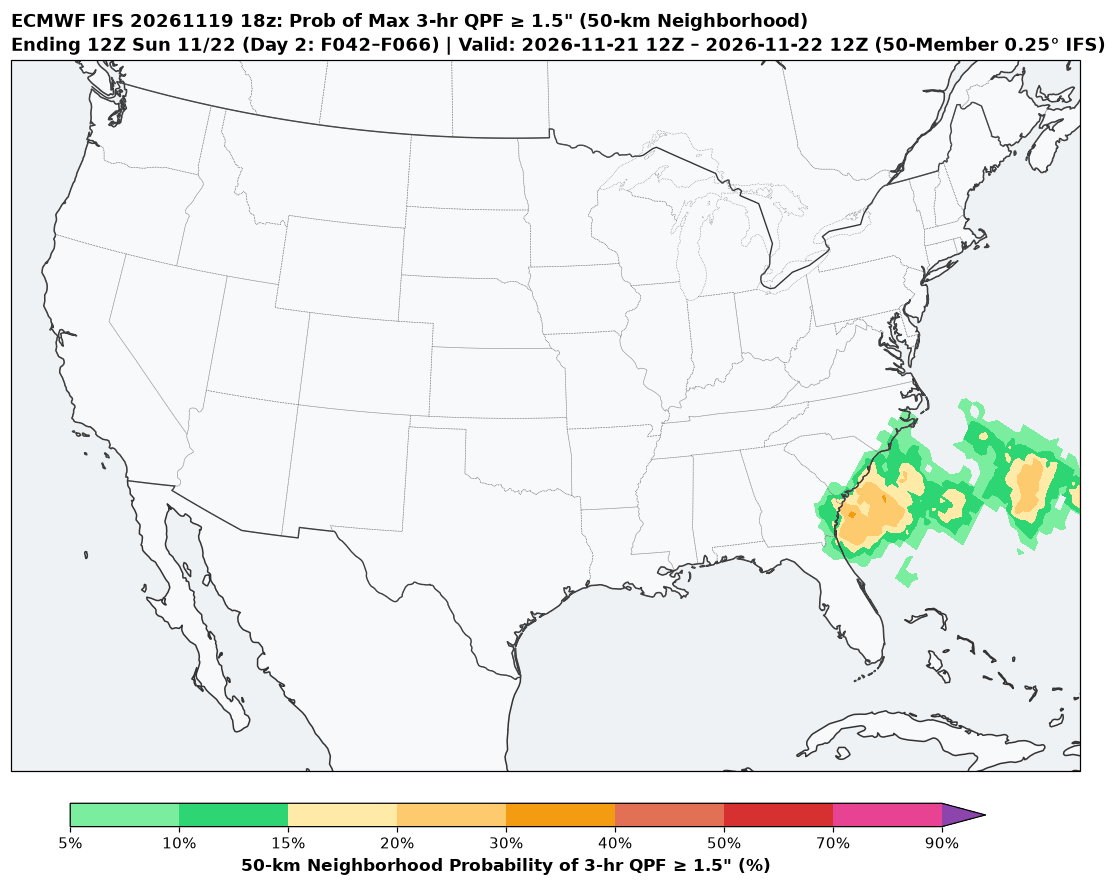 ECMWF IFS 20261119 18z: Prob of Max 3-hr QPF ≥ 1.5" (50-km Neighborhood)
Ending 12Z Sun 11/22 (Day 2: F042–F066) | Valid: 2026-11-21 12Z – 2026-11-22 12Z (50-Member 0.25° IFS)
5% 10% 15% 20% 30% 40% 50% 70% 90%
50-km Neighborhood Probability of 3-hr QPF ≥ 1.5" (%)